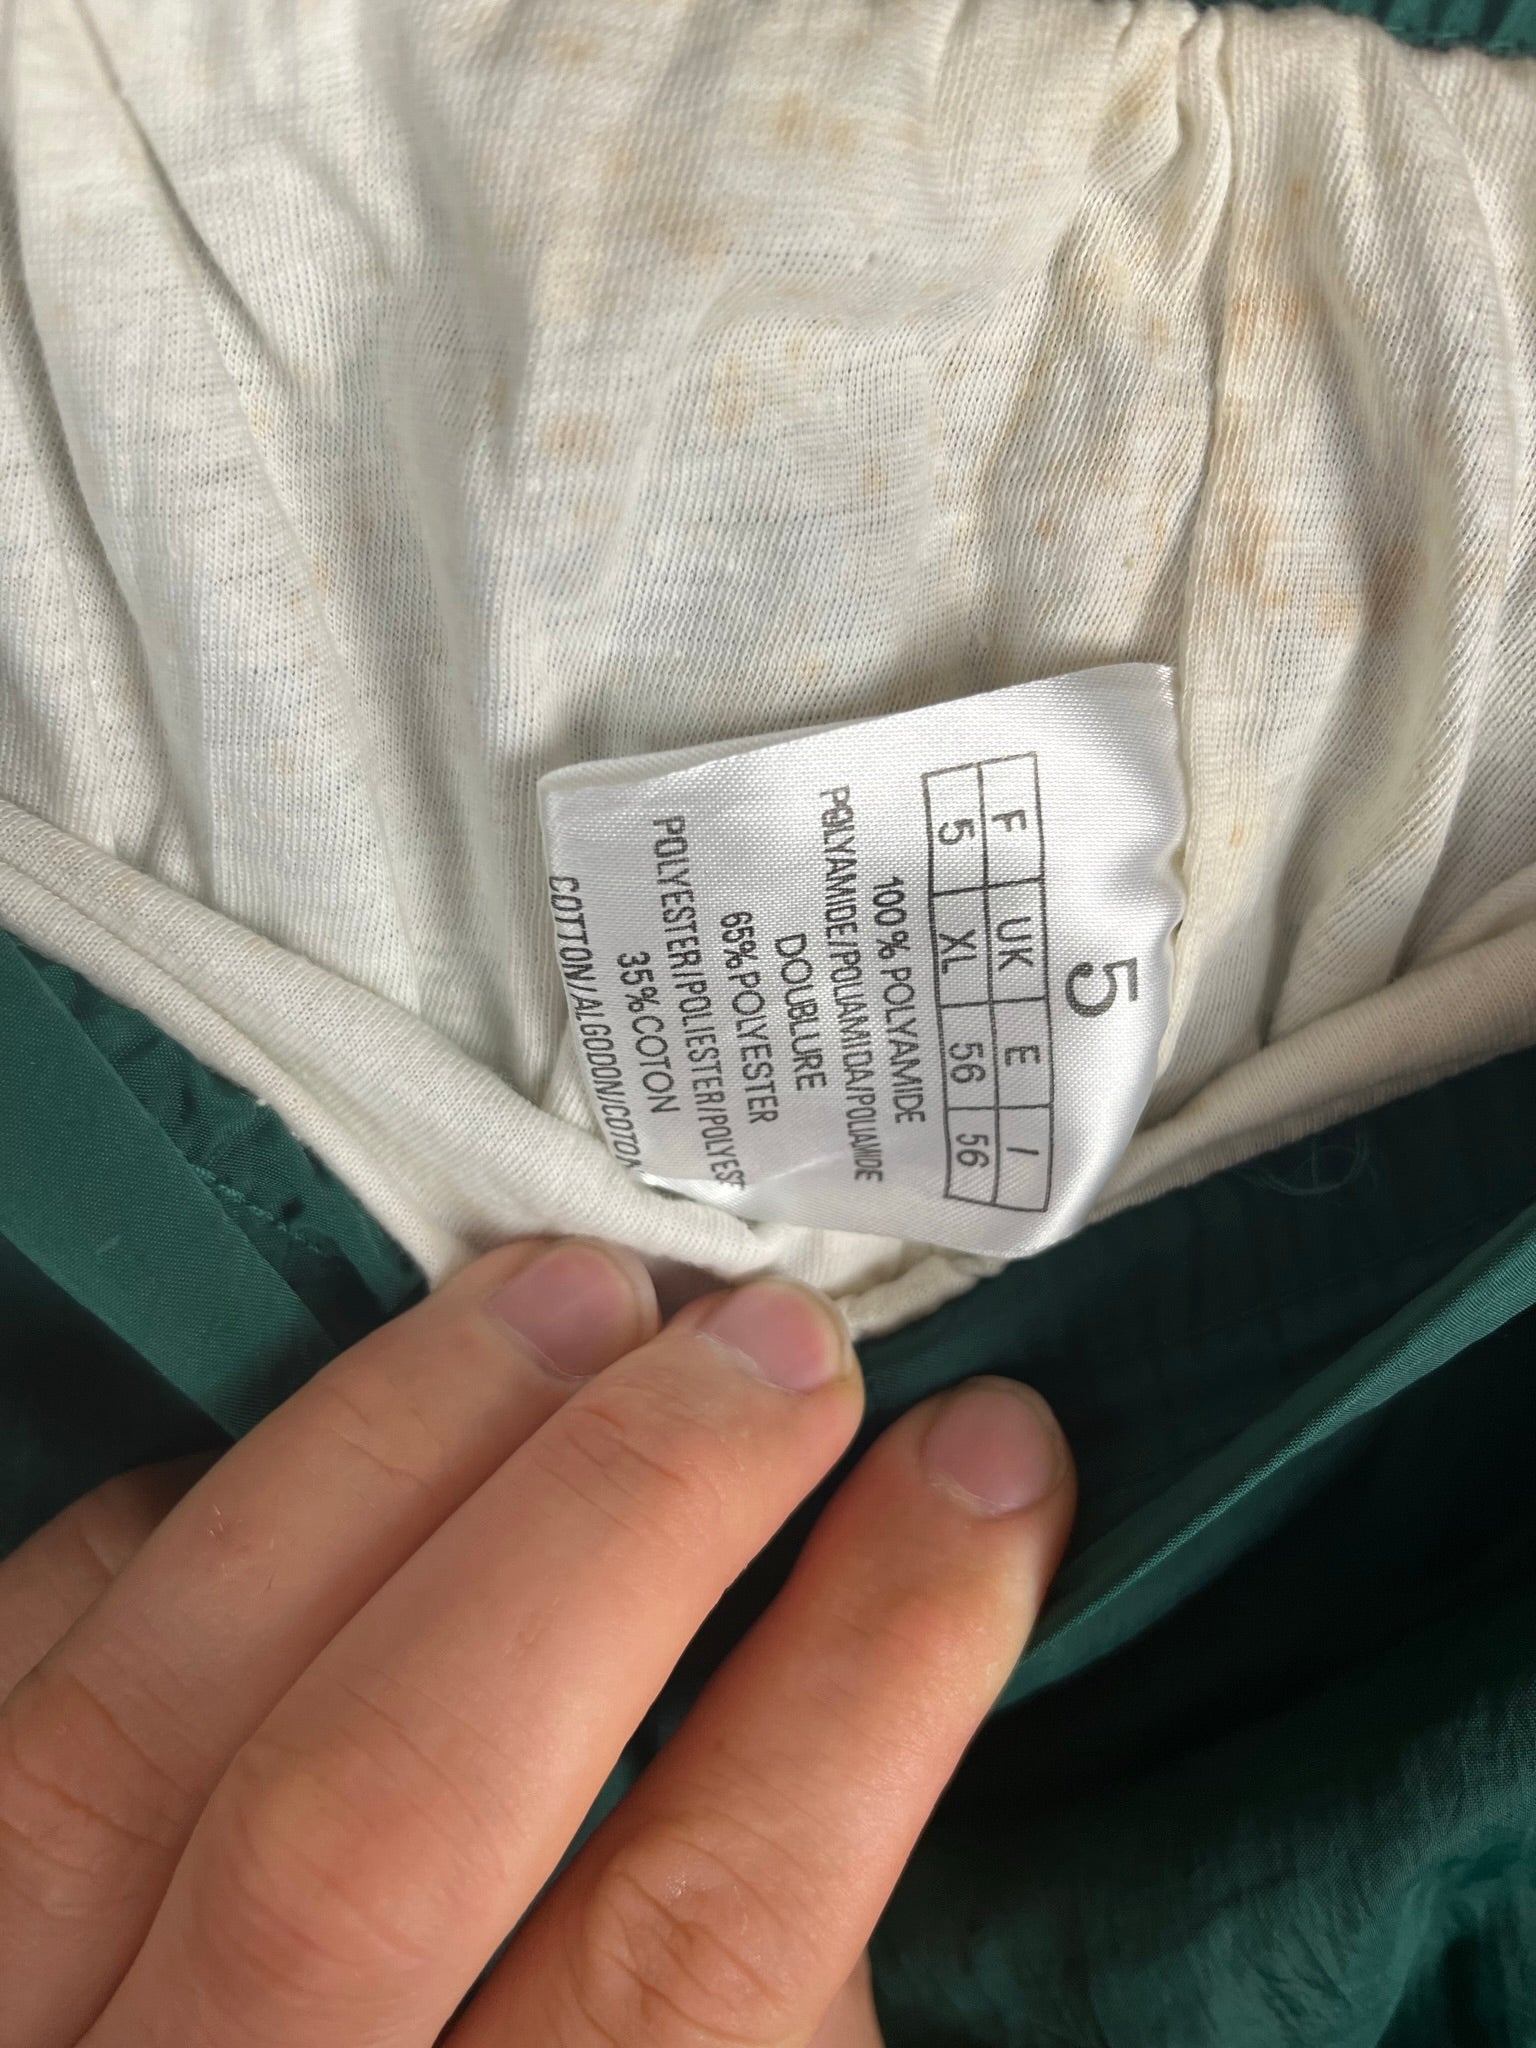 5
F UK E I
5 XL 56 56
100% POLYAMIDE
POLYAMIDE/POLIAMIDA/POLIAMIDE
DOUBLURE
65% POLYESTER
POLYESTER/POLIESTER/POLYEST
35%COTON
COTTON/ALGODON/COTON